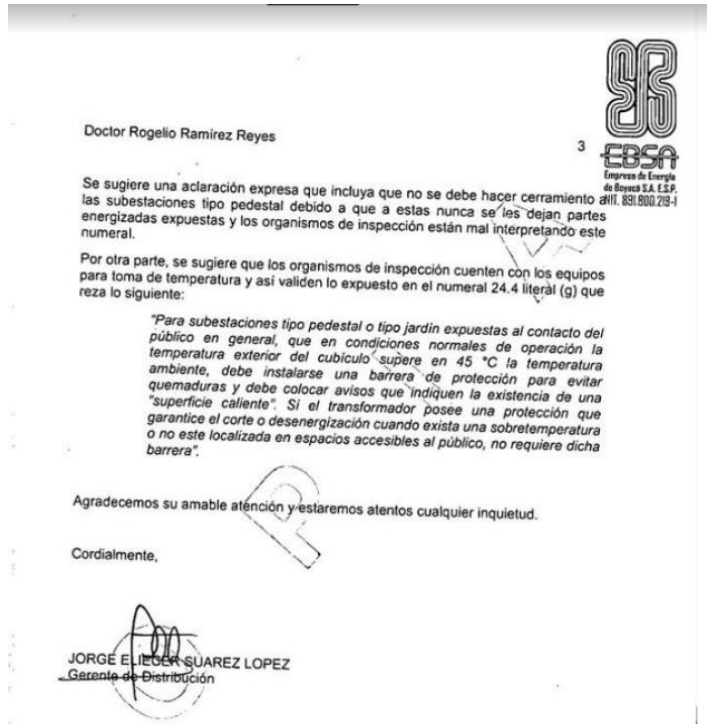 Doctor Rogelio Ramírez Reyes
3
EBSA
Empresa de Energía
de Boyacá S.A. E.S.P.
NIT. 891.800.219-1
Se sugiere una aclaración expresa que incluya que no se debe hacer cerramiento a
las subestaciones tipo pedestal debido a que a estas nunca se les dejan partes
energizadas expuestas y los organismos de inspección están mal interpretando este
numeral.
Por otra parte, se sugiere que los organismos de inspección cuenten con los equipos
para toma de temperatura y así validen lo expuesto en el numeral 24.4 literal (g) que
reza lo siguiente:
"Para subestaciones tipo pedestal o tipo jardín expuestas al contacto del
público en general, que en condiciones normales de operación la
temperatura exterior del cubículo supere en 45 °C la temperatura
ambiente, debe instalarse una barrera de protección para evitar
quemaduras y debe colocar avisos que indiquen la existencia de una
"superficie caliente". Si el transformador posee una protección que
garantice el corte o desenergización cuando exista una sobretemperatura
o no este localizada en espacios accesibles al público, no requiere dicha
barrera".
Agradecemos su amable atención y estaremos atentos cualquier inquietud.
Cordialmente,
JORGE ELIECER SUAREZ LOPEZ
Gerente de Distribución